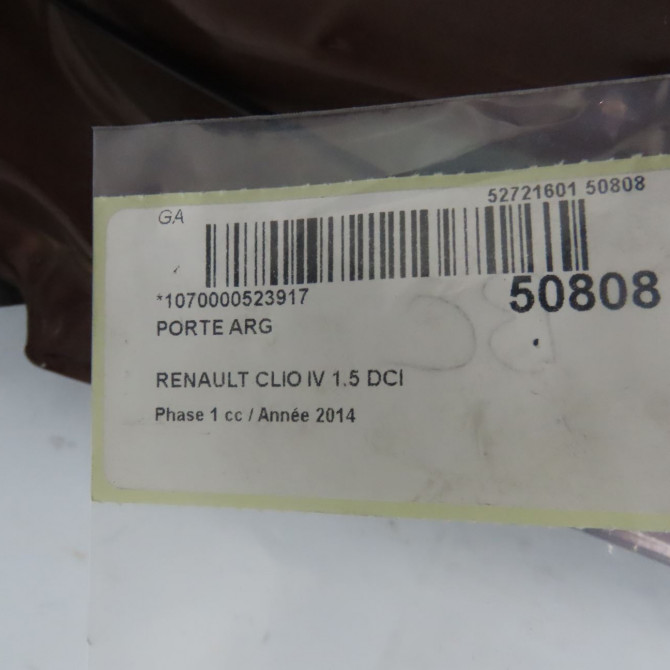 52721601 50808
GA
*1070000523917
50808
PORTE ARG
RENAULT CLIO IV 1.5 DCI
Phase 1 cc / Année 2014